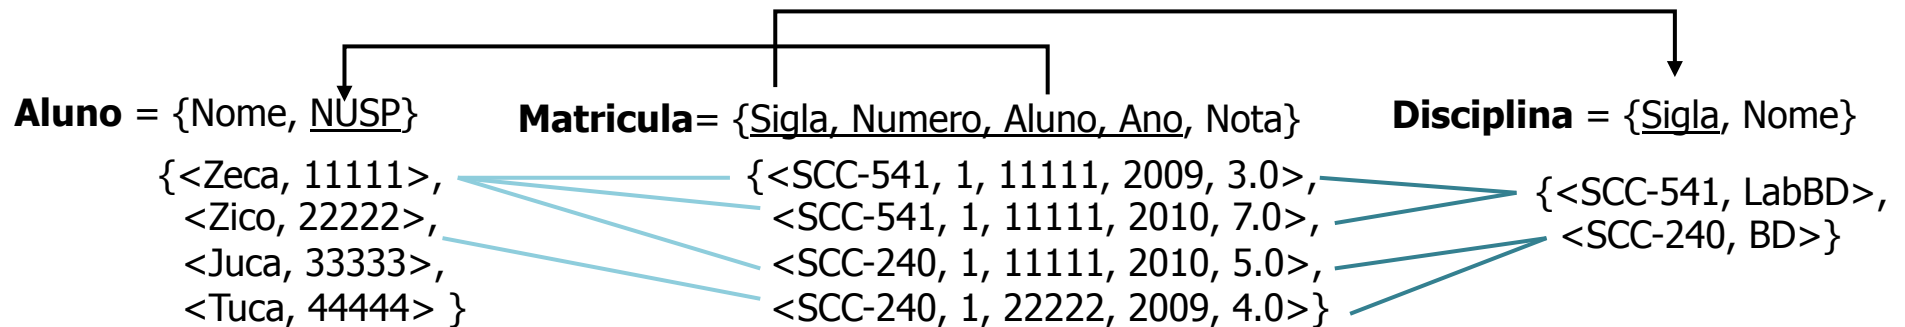 Aluno = {Nome, NUSP}
Matricula= {Sigla, Numero, Aluno, Ano, Nota}
Disciplina = {Sigla, Nome}
{<Zeca, 11111>,
<Zico, 22222>,
<Juca, 33333>,
<Tuca, 44444> }
{<SCC-541, 1, 11111, 2009, 3.0>,
<SCC-541, 1, 11111, 2010, 7.0>,
<SCC-240, 1, 11111, 2010, 5.0>,
<SCC-240, 1, 22222, 2009, 4.0>}
{<SCC-541, LabBD>,
<SCC-240, BD>}